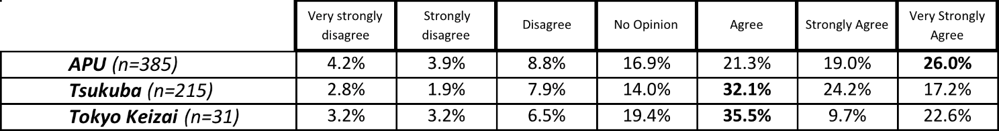 Very strongly disagree Strongly disagree Disagree No Opinion Agree Strongly Agree Very Strongly Agree
APU (n=385) 4.2% 3.9% 8.8% 16.9% 21.3% 19.0% 26.0%
Tsukuba (n=215) 2.8% 1.9% 7.9% 14.0% 32.1% 24.2% 17.2%
Tokyo Keizai (n=31) 3.2% 3.2% 6.5% 19.4% 35.5% 9.7% 22.6%